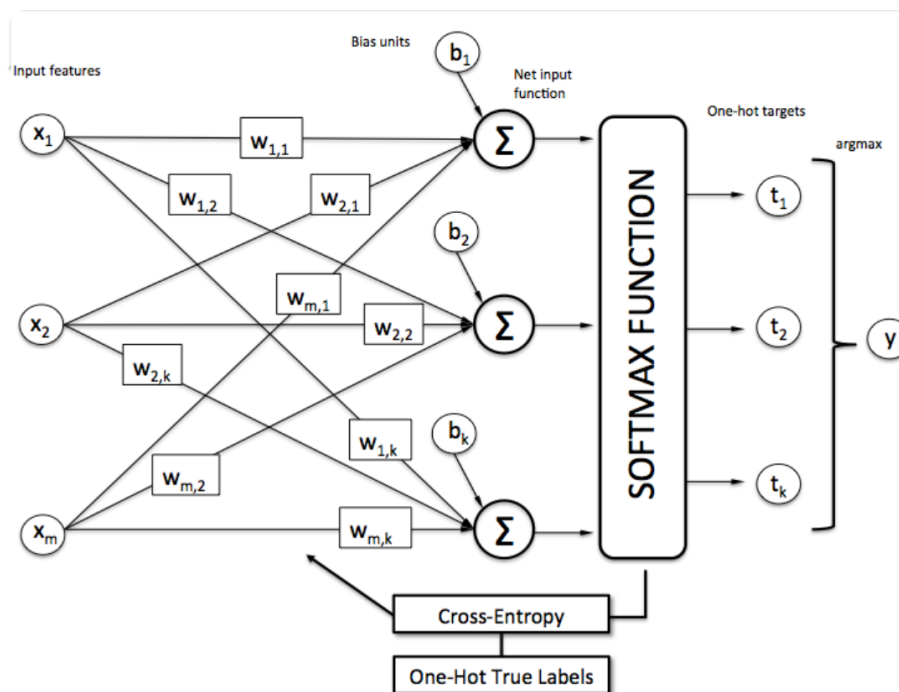 Bias units
b1
Input features
Net input
function
One-hot targets
argmax
x1
w1,1
Σ
w1,2
w2,1
t1
b2
wm,1
x2
w2,2
Σ
t2
y
w2,k
SOFTMAX FUNCTION
bk
w1,k
wm,2
tk
xm
wm,k
Σ
Cross-Entropy
One-Hot True Labels